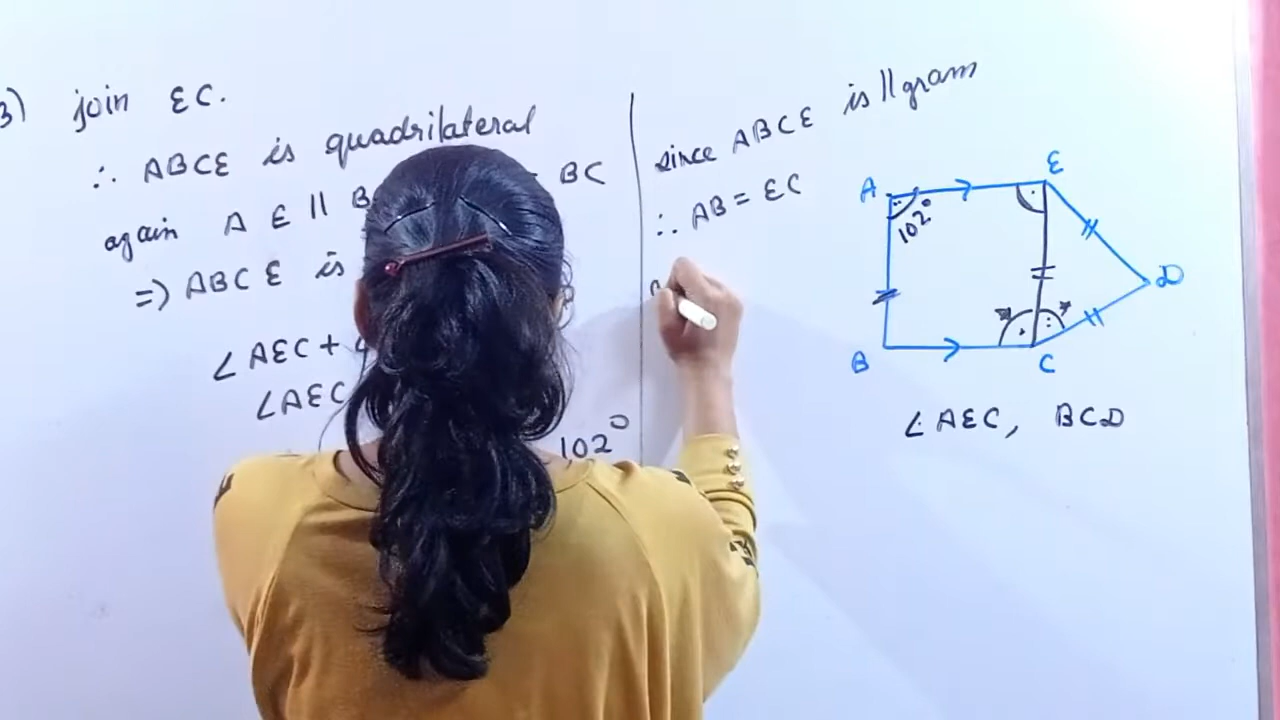 3) join EC.
∴ ABCE is quadrilateral
again AE || B BC
=) ABCE is
∠AEC +
∠AEC
102°
since ABCE is ||gram
∴ AB = EC
A
E
102°
D
B
C
∠AEC, BCD